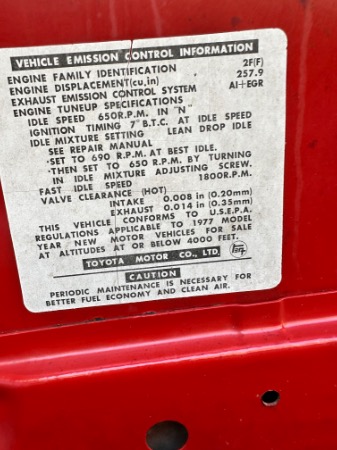 VEHICLE EMISSION CONTROL INFORMATION
ENGINE FAMILY IDENTIFICATION 2F(F)
ENGINE DISPLACEMENT(cu,in) 257.9
EXHAUST EMISSION CONTROL SYSTEM AI+EGR
ENGINE TUNEUP SPECIFICATIONS
IDLE SPEED 650R.P.M. IN "N"
IGNITION TIMING 7° B.T.C. AT IDLE SPEED
IDLE MIXTURE SETTING LEAN DROP IDLE
SEE REPAIR MANUAL
·SET TO 690 R.P.M. AT BEST IDLE.
·THEN SET TO 650 R.P.M. BY TURNING
IN IDLE MIXTURE ADJUSTING SCREW.
FAST IDLE SPEED 1800R.P.M.
VALVE CLEARANCE (HOT)
INTAKE 0.008 in (0.20mm)
EXHAUST 0.014 in (0.35mm)
THIS VEHICLE CONFORMS TO U.S.E.P.A.
REGULATIONS APPLICABLE TO 1977 MODEL
YEAR NEW MOTOR VEHICLES FOR SALE
AT ALTITUDES AT OR BELOW 4000 FEET.
TOYOTA MOTOR CO., LTD.
CAUTION
PERIODIC MAINTENANCE IS NECESSARY FOR
BETTER FUEL ECONOMY AND CLEAN AIR.